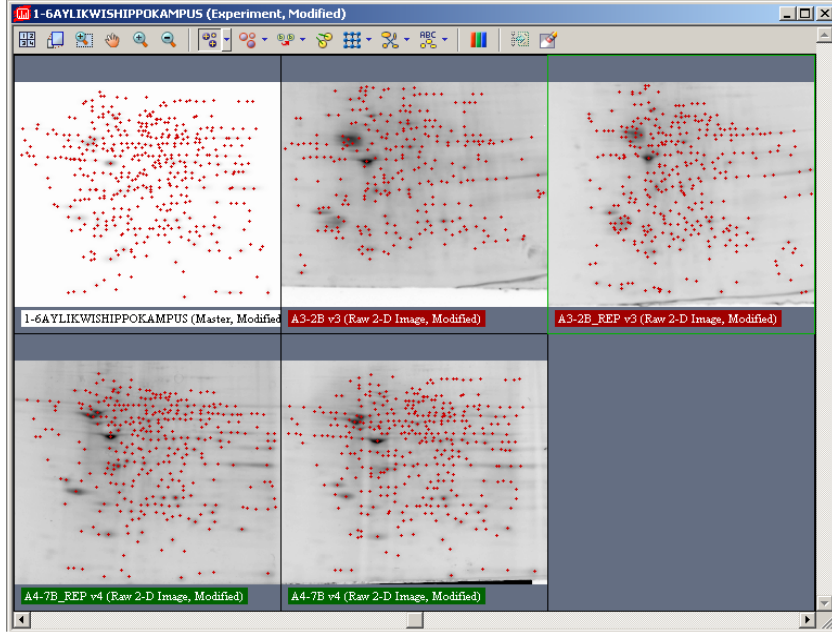 1-6AYLIKWISHIPPOKAMPUS (Experiment, Modified)
1-6AYLIKWISHIPPOKAMPUS (Master, Modified
A3-2B v3 (Raw 2-D Image, Modified)
A3-2B_REP v3 (Raw 2-D Image, Modified)
A4-7B_REP v4 (Raw 2-D Image, Modified)
A4-7B v4 (Raw 2-D Image, Modified)